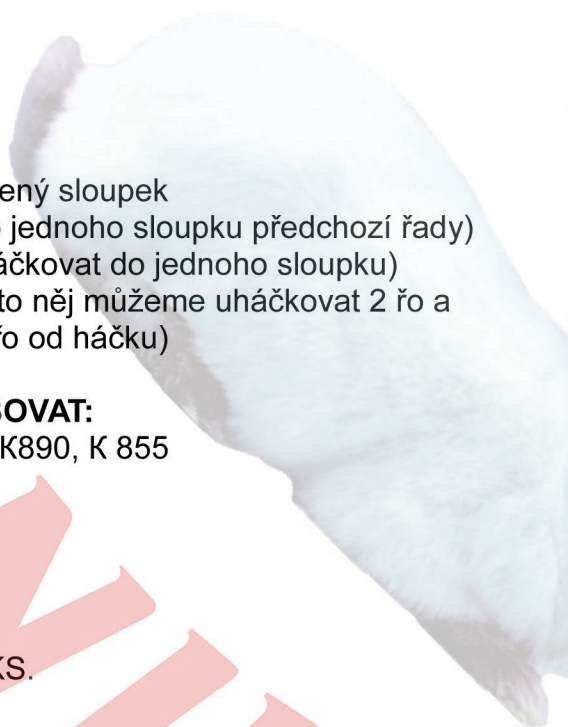 ený sloupek
jednoho sloupku předchozí řady)
áčkovat do jednoho sloupku)
to něj můžeme uháčkovat 2 řo a
řo od háčku)
BOVAT:
K890, K 855
KS.